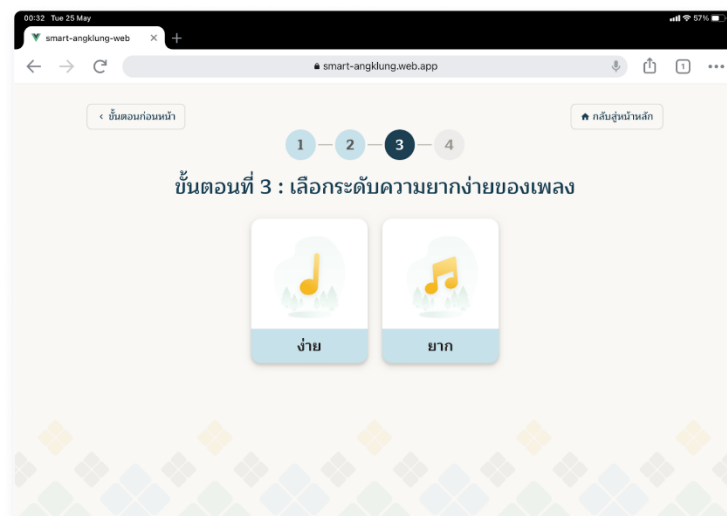 00:32 Tue 25 May
57%
smart-angklung-web
smart-angklung.web.app
1
ขั้นตอนก่อนหน้า
กลับสู่หน้าหลัก
1 2 3 4
ขั้นตอนที่ 3 : เลือกระดับความยากง่ายของเพลง
ง่าย
ยาก